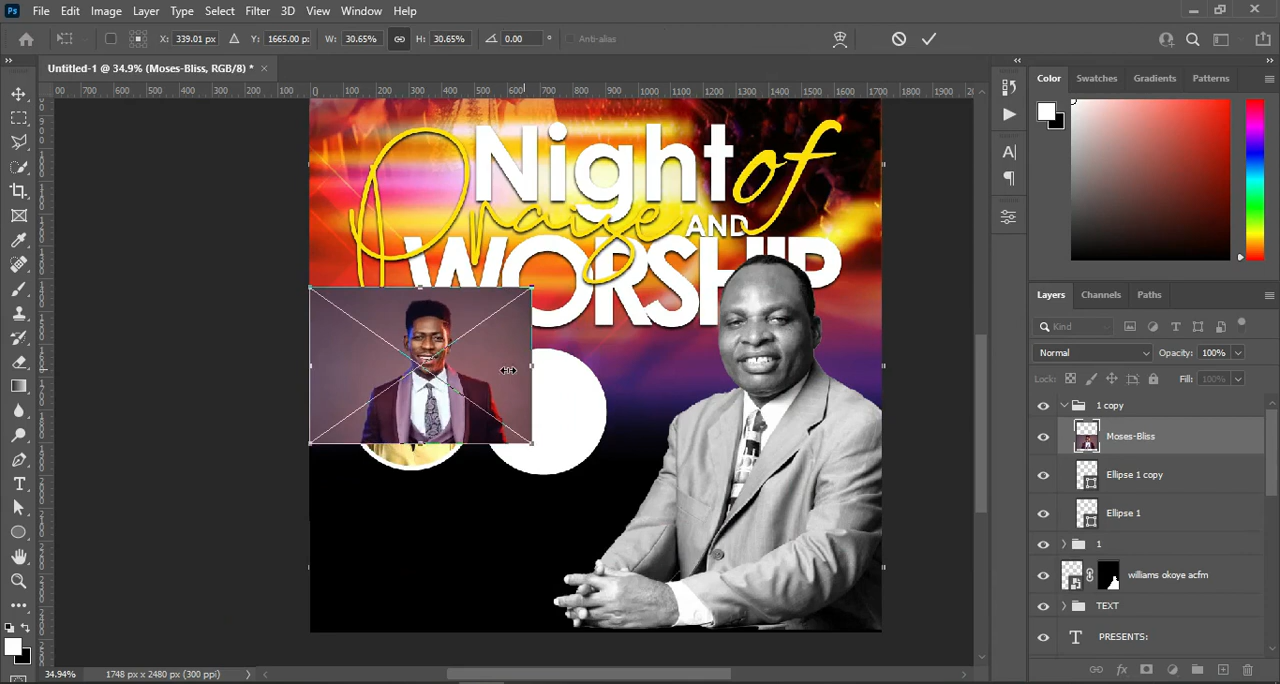 Ps File Edit Image Layer Type Select Filter 3D View Window Help
X: 339.01 px Y: 1665.00 px W: 30.65% H: 30.65% 0.00 ° Anti-alias
Untitled-1 @ 34.9% (Moses-Bliss, RGB/8) * ×
Color Swatches Gradients Patterns
Night of
Praize AND
WORSHIP
Layers Channels Paths
Kind
Normal Opacity: 100%
Lock: Fill: 100%
1 copy
Moses-Bliss
Ellipse 1 copy
Ellipse 1
1
williams okoye acfm
TEXT
T PRESENTS:
34.94% 1748 px x 2480 px (300 ppi)